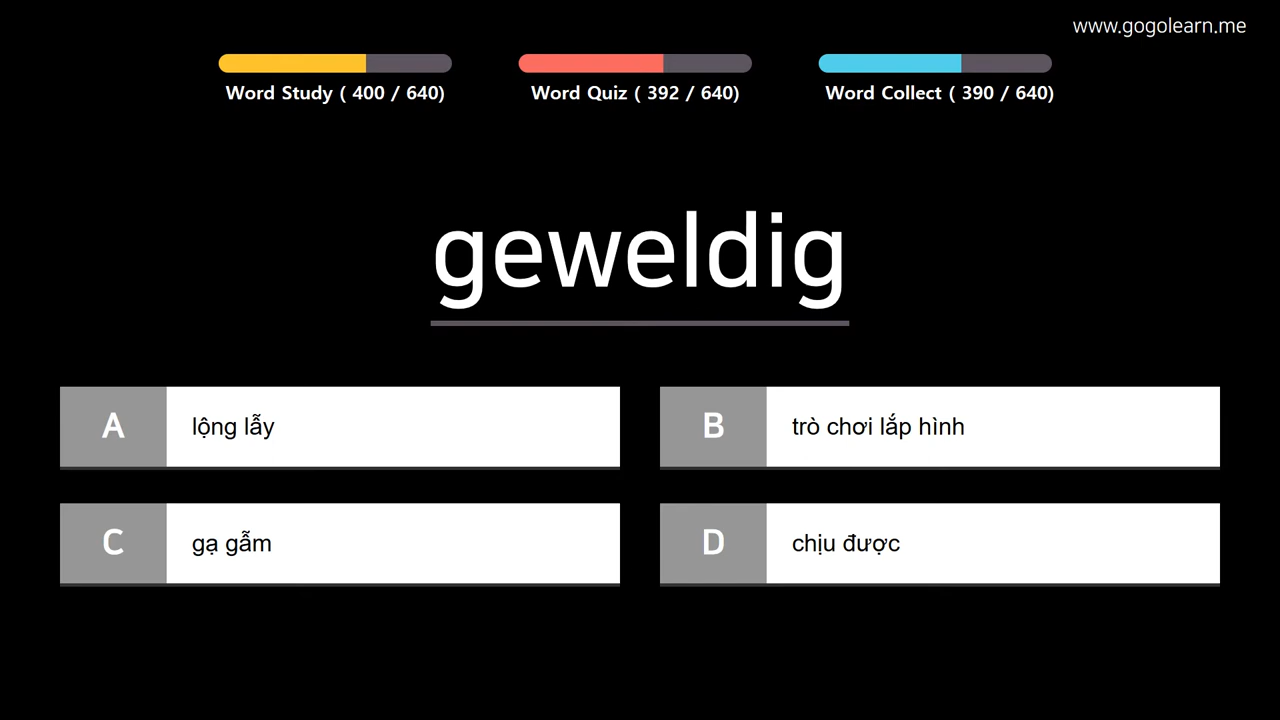 www.gogolearn.me
Word Study ( 400 / 640)
Word Quiz ( 392 / 640)
Word Collect ( 390 / 640)
geweldig
A
lộng lẫy
B
trò chơi lắp hình
C
gạ gẫm
D
chịu được